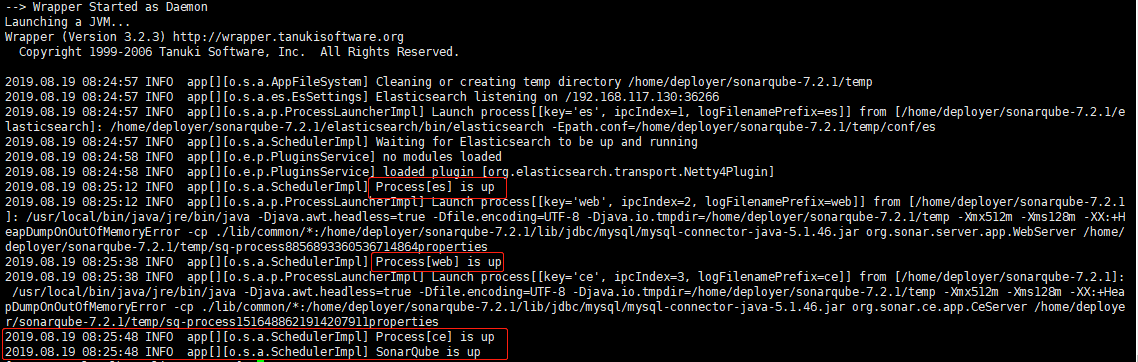 --> Wrapper Started as Daemon
Launching a JVM...
Wrapper (Version 3.2.3) http://wrapper.tanukisoftware.org
  Copyright 1999-2006 Tanuki Software, Inc.  All Rights Reserved.

2019.08.19 08:24:57 INFO  app[][o.s.a.AppFileSystem] Cleaning or creating temp directory /home/deployer/sonarqube-7.2.1/temp
2019.08.19 08:24:57 INFO  app[][o.s.a.es.EsSettings] Elasticsearch listening on /192.168.117.130:36266
2019.08.19 08:24:57 INFO  app[][o.s.a.p.ProcessLauncherImpl] Launch process[[key='es', ipcIndex=1, logFilenamePrefix=es]] from [/home/deployer/sonarqube-7.2.1/e
lasticsearch]: /home/deployer/sonarqube-7.2.1/elasticsearch/bin/elasticsearch -Epath.conf=/home/deployer/sonarqube-7.2.1/temp/conf/es
2019.08.19 08:24:57 INFO  app[][o.s.a.SchedulerImpl] Waiting for Elasticsearch to be up and running
2019.08.19 08:24:58 INFO  app[][o.e.p.PluginsService] no modules loaded
2019.08.19 08:24:58 INFO  app[][o.e.p.PluginsService] loaded plugin [org.elasticsearch.transport.Netty4Plugin]
2019.08.19 08:25:12 INFO  app[][o.s.a.SchedulerImpl] Process[es] is up
2019.08.19 08:25:12 INFO  app[][o.s.a.p.ProcessLauncherImpl] Launch process[[key='web', ipcIndex=2, logFilenamePrefix=web]] from [/home/deployer/sonarqube-7.2.1
]: /usr/local/bin/java/jre/bin/java -Djava.awt.headless=true -Dfile.encoding=UTF-8 -Djava.io.tmpdir=/home/deployer/sonarqube-7.2.1/temp -Xmx512m -Xms128m -XX:+H
eapDumpOnOutOfMemoryError -cp ./lib/common/*:/home/deployer/sonarqube-7.2.1/lib/jdbc/mysql/mysql-connector-java-5.1.46.jar org.sonar.server.app.WebServer /home/
deployer/sonarqube-7.2.1/temp/sq-process8856893360536714864properties
2019.08.19 08:25:38 INFO  app[][o.s.a.SchedulerImpl] Process[web] is up
2019.08.19 08:25:38 INFO  app[][o.s.a.p.ProcessLauncherImpl] Launch process[[key='ce', ipcIndex=3, logFilenamePrefix=ce]] from [/home/deployer/sonarqube-7.2.1]:
 /usr/local/bin/java/jre/bin/java -Djava.awt.headless=true -Dfile.encoding=UTF-8 -Djava.io.tmpdir=/home/deployer/sonarqube-7.2.1/temp -Xmx512m -Xms128m -XX:+Hea
pDumpOnOutOfMemoryError -cp ./lib/common/*:/home/deployer/sonarqube-7.2.1/lib/jdbc/mysql/mysql-connector-java-5.1.46.jar org.sonar.ce.app.CeServer /home/deploye
r/sonarqube-7.2.1/temp/sq-process1516488621914207911properties
2019.08.19 08:25:48 INFO  app[][o.s.a.SchedulerImpl] Process[ce] is up
2019.08.19 08:25:48 INFO  app[][o.s.a.SchedulerImpl] SonarQube is up